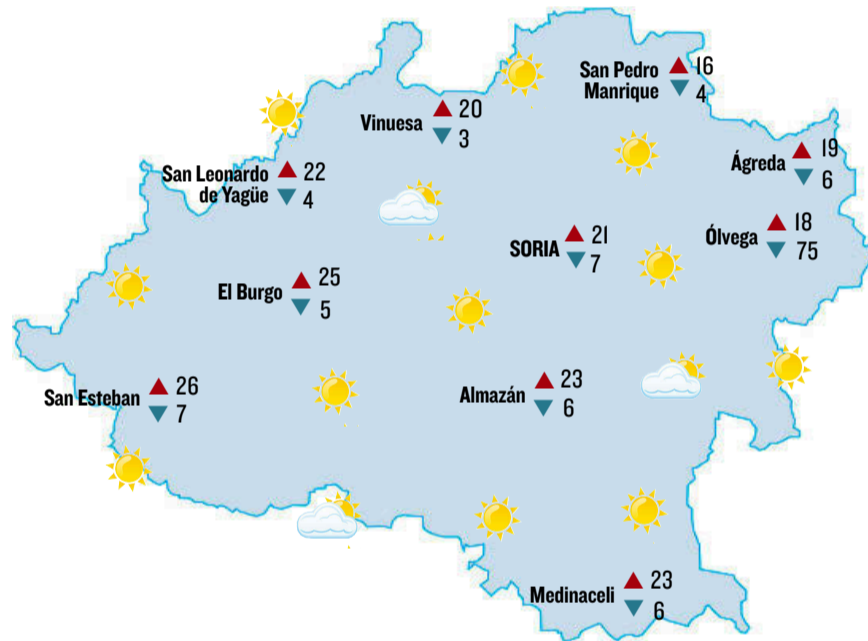 San Pedro
Manrique
16
4
Vinuesa
20
3
Ágreda
19
6
San Leonardo
de Yagüe
22
4
Ólvega
18
75
SORIA
21
7
El Burgo
25
5
San Esteban
26
7
Almazán
23
6
Medinaceli
23
6